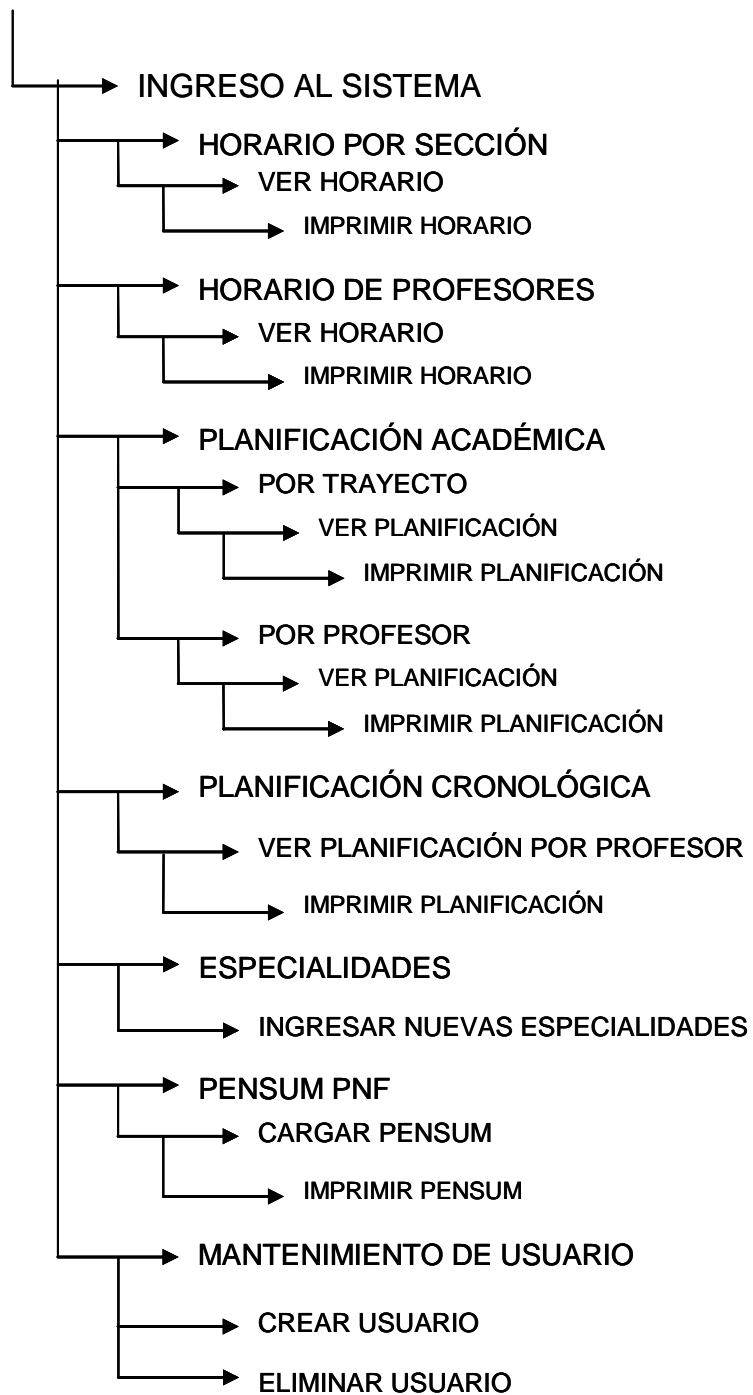 INGRESO AL SISTEMA
HORARIO POR SECCIÓN
VER HORARIO
IMPRIMIR HORARIO
HORARIO DE PROFESORES
VER HORARIO
IMPRIMIR HORARIO
PLANIFICACIÓN ACADÉMICA
POR TRAYECTO
VER PLANIFICACIÓN
IMPRIMIR PLANIFICACIÓN
POR PROFESOR
VER PLANIFICACIÓN
IMPRIMIR PLANIFICACIÓN
PLANIFICACIÓN CRONOLÓGICA
VER PLANIFICACIÓN POR PROFESOR
IMPRIMIR PLANIFICACIÓN
ESPECIALIDADES
INGRESAR NUEVAS ESPECIALIDADES
PENSUM PNF
CARGAR PENSUM
IMPRIMIR PENSUM
MANTENIMIENTO DE USUARIO
CREAR USUARIO
ELIMINAR USUARIO